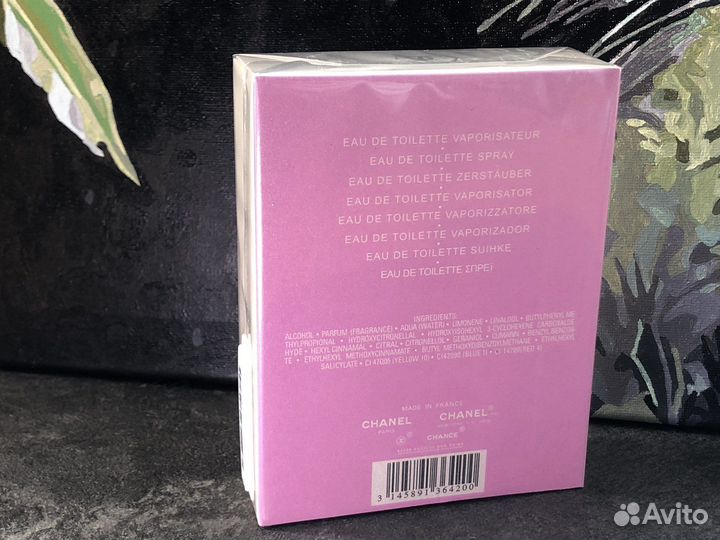 EAU DE TOILETTE VAPORISATEUR
EAU DE TOILETTE SPRAY
EAU DE TOILETTE ZERSTÄUBER
EAU DE TOILETTE VAPORISATOR
EAU DE TOILETTE VAPORIZZATORE
EAU DE TOILETTE VAPORIZADOR
EAU DE TOILETTE SUIHKE
EAU DE TOILETTE ΣΠΡΕΪ
INGREDIENTS:
ALCOHOL • PARFUM (FRAGRANCE) • AQUA (WATER) • LIMONENE • LINALOOL • BUTYLPHENYL ME
THYLPROPIONAL • HYDROXYCITRONELLAL • HYDROXYISOHEXYL 3-CYCLOHEXENE CARBOXALDE
HYDE • HEXYL CINNAMAL • CITRAL • CITRONELLOL • GERANIOL • CUMARIN • BENZYL BENZOA
TE • ETHYLHEXYL METHOXYCINNAMATE • BUTYL METHOXYDIBENZOYLMETHANE • ETHYLHEXYL
SALICYLATE • CI 47005 (YELLOW 10) • CI 42090 (BLUE 1) • CI 14700 (RED 4)
MADE IN FRANCE
CHANEL CHANEL®
PARIS
CHANCE®
3 145891 364200
Avito